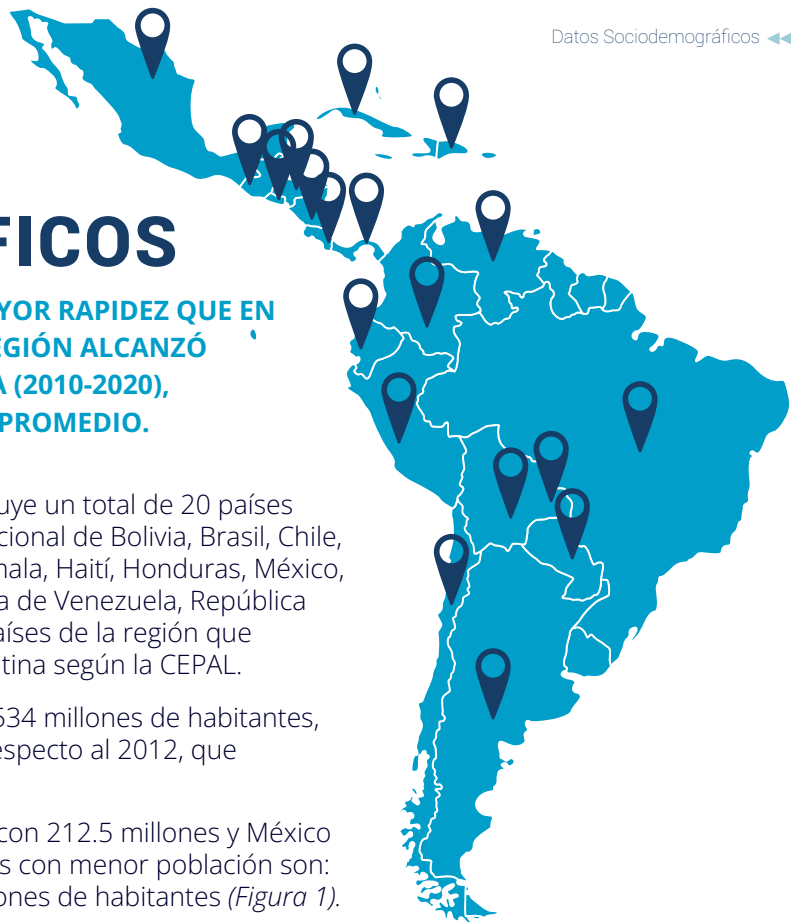 Datos Sociodemográficos
FICOS
YOR RAPIDEZ QUE EN
EGIÓN ALCANZÓ
A (2010-2020),
PROMEDIO.
uye un total de 20 países
cional de Bolivia, Brasil, Chile,
mala, Haití, Honduras, México,
a de Venezuela, República
aíses de la región que
tina según la CEPAL.
634 millones de habitantes,
especto al 2012, que
con 212.5 millones y México
s con menor población son:
ones de habitantes (Figura 1).